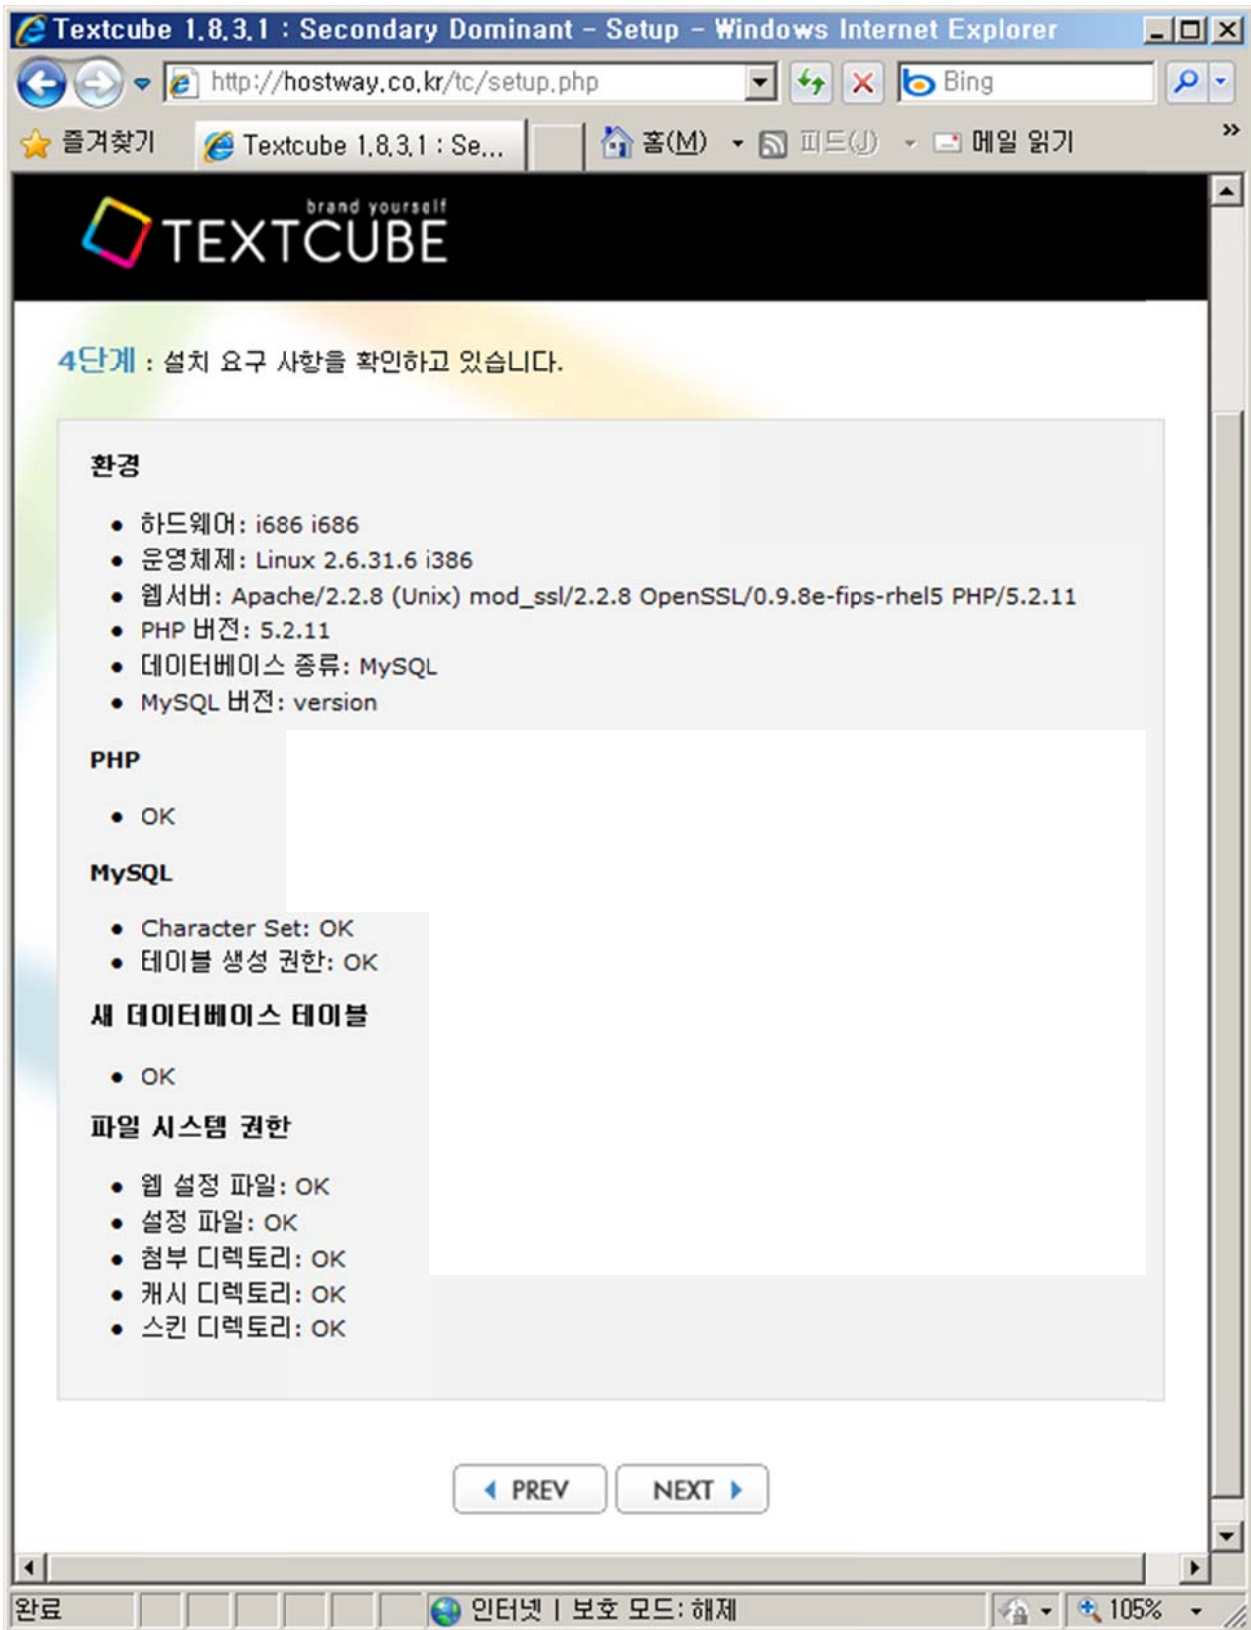 Textcube 1.8.3.1 : Secondary Dominant - Setup - Windows Internet Explorer
http://hostway.co.kr/tc/setup.php
Bing
즐겨찾기
Textcube 1.8.3.1 : Se...
홈(M)
피드(J)
메일 읽기
»
brand yourself
TEXTCUBE
4단계 : 설치 요구 사항을 확인하고 있습니다.
환경
• 하드웨어: i686 i686
• 운영체제: Linux 2.6.31.6 i386
• 웹서버: Apache/2.2.8 (Unix) mod_ssl/2.2.8 OpenSSL/0.9.8e-fips-rhel5 PHP/5.2.11
• PHP 버전: 5.2.11
• 데이터베이스 종류: MySQL
• MySQL 버전: version
PHP
• OK
MySQL
• Character Set: OK
• 테이블 생성 권한: OK
새 데이터베이스 테이블
• OK
파일 시스템 권한
• 웹 설정 파일: OK
• 설정 파일: OK
• 첨부 디렉토리: OK
• 캐시 디렉토리: OK
• 스킨 디렉토리: OK
PREV
NEXT
완료
인터넷 | 보호 모드: 해제
105%